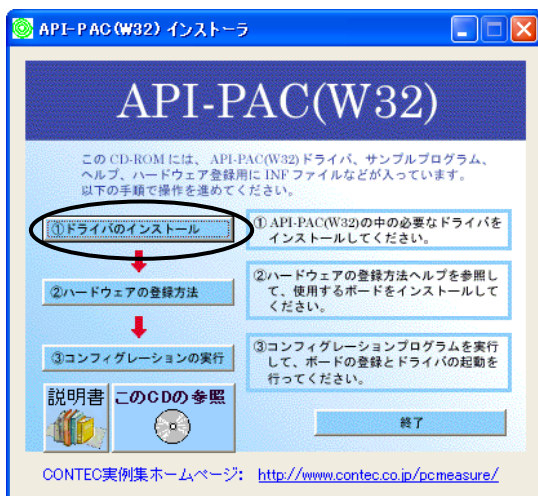 API-PAC(W32) インストーラ
API-PAC(W32)
この CD-ROM には、 API-PAC(W32) ドライバ、サンプルプログラム、
ヘルプ、ハードウェア登録用に INF ファイルなどが入っています。
以下の手順で操作を進めてください。
①ドライバのインストール
① API-PAC(W32)の中の必要なドライバを
インストールしてください。
②ハードウェアの登録方法
②ハードウェアの登録方法ヘルプを参照し
て、使用するボードをインストールして
ください。
③コンフィグレーションの実行
③コンフィグレーションプログラムを実行
して、ボードの登録とドライバの起動を
行ってください。
説明書
このCDの参照
終了
CONTEC実例集ホームページ: http://www.contec.co.jp/pcmeasure/